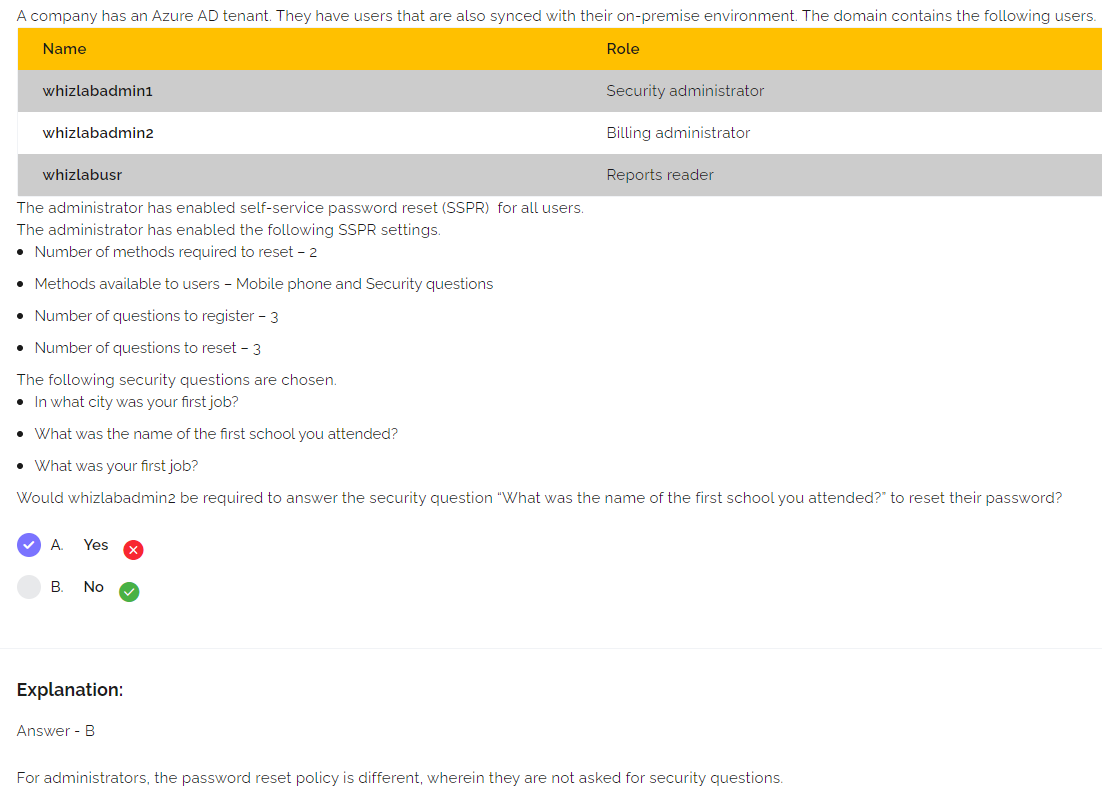 A company has an Azure AD tenant. They have users that are also synced with their on-premise environment. The domain contains the following users.
Name Role
whizlabadmin1 Security administrator
whizlabadmin2 Billing administrator
whizlabusr Reports reader
The administrator has enabled self-service password reset (SSPR) for all users.
The administrator has enabled the following SSPR settings.
• Number of methods required to reset – 2
• Methods available to users – Mobile phone and Security questions
• Number of questions to register – 3
• Number of questions to reset – 3
The following security questions are chosen.
• In what city was your first job?
• What was the name of the first school you attended?
• What was your first job?
Would whizlabadmin2 be required to answer the security question “What was the name of the first school you attended?” to reset their password?
A. Yes
B. No
Explanation:
Answer - B
For administrators, the password reset policy is different, wherein they are not asked for security questions.